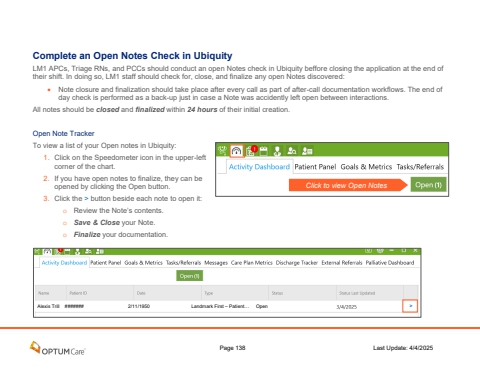 Complete an Open Notes Check in Ubiquity
LM1 APCs, Triage RNs, and PCCs should conduct an open Notes check in Ubiquity beffore closing the application at the end of
their shift. In doing so, LM1 staff should check for, close, and finalize any open Notes discovered:
• Note closure and finalization should take place after every call as part of after-call documentation workflows. The end of
day check is performed as a back-up just in case a Note was accidently left open between interactions.
All notes should be closed and finalized within 24 hours of their initial creation.
Open Note Tracker
To view a list of your Open notes in Ubiquity:
1. Click on the Speedometer icon in the upper-left
corner of the chart.
2. If you have open notes to finalize, they can be
opened by clicking the Open button.
3. Click the > button beside each note to open it:
o Review the Note's contents.
o Save & Close your Note.
o Finalize your documentation.
Activity Dashboard Patient Panel Goals & Metrics Tasks/Referrals
Click to view Open Notes Open (1)
Activity Dashboard Patient Panel Goals & Metrics Tasks/Referrals Messages Care Plan Metrics Discharge Tracker External Referrals Palliative Dashboard
Open (1)
Name Patient ID Date Type Status Status Last Updated
Alexis Trill ####### 2/11/1950 Landmark First – Patient... Open 3/4/2025
OPTUM Care Page 138 Last Update: 4/4/2025